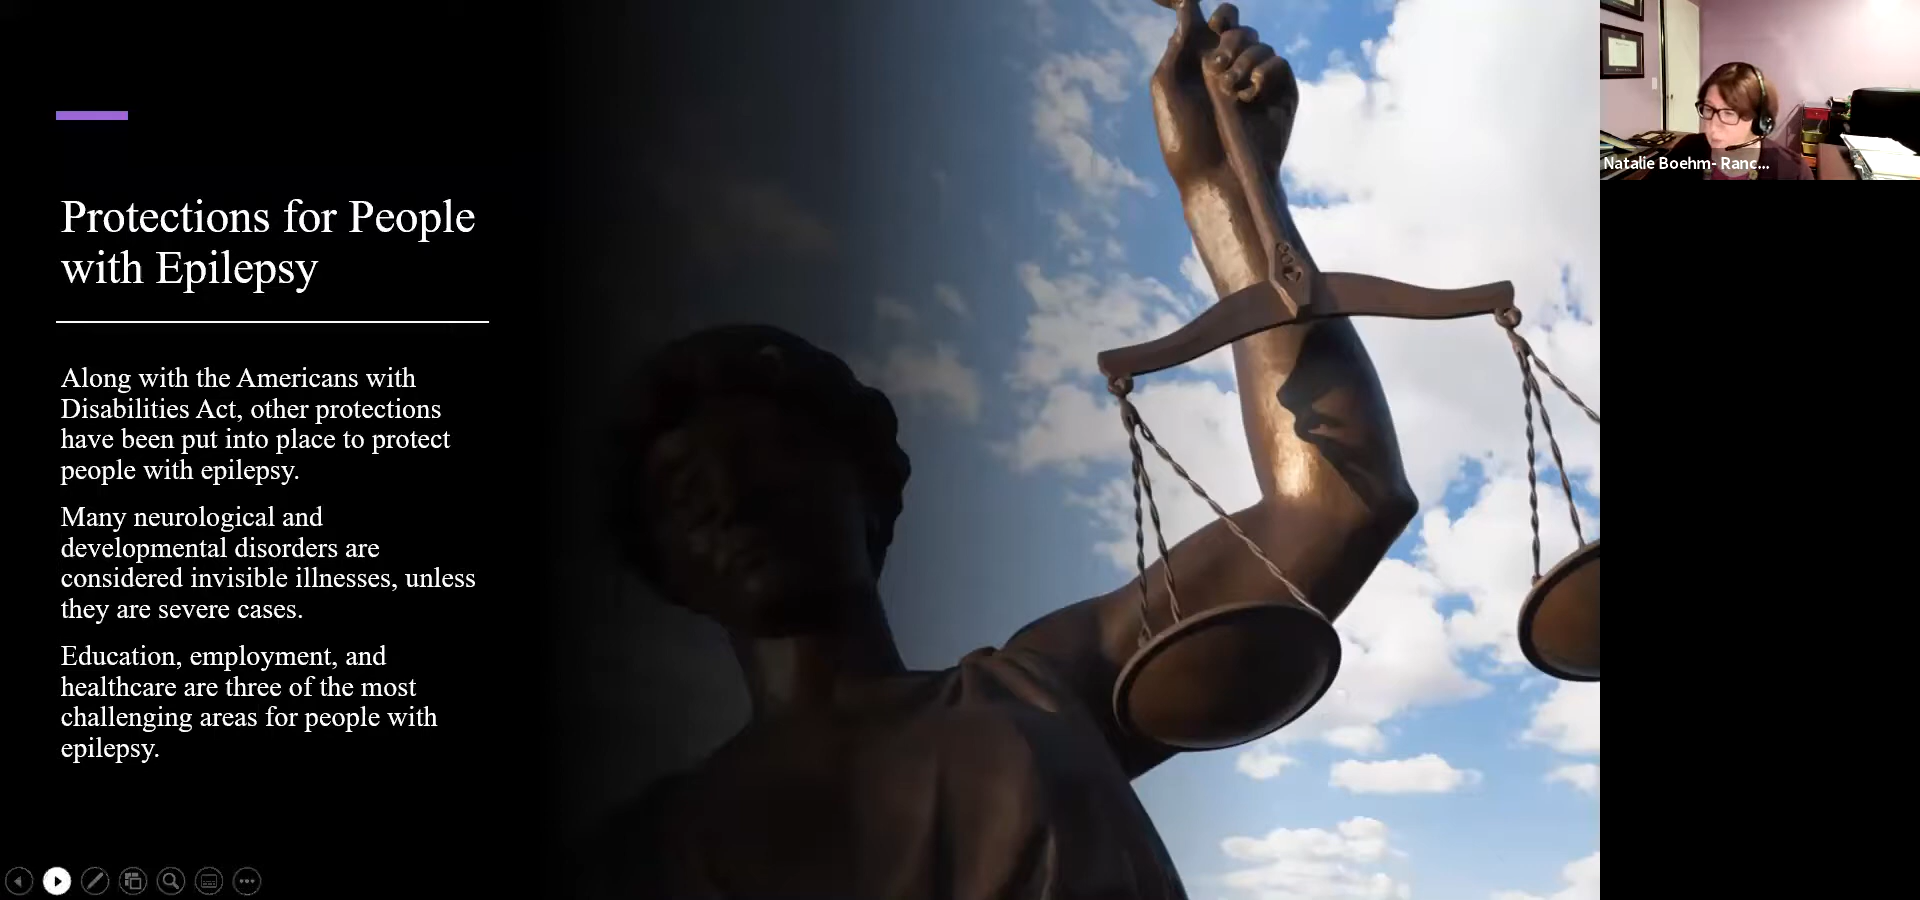 Protections for People
with Epilepsy
Along with the Americans with
Disabilities Act, other protections
have been put into place to protect
people with epilepsy.
Many neurological and
developmental disorders are
considered invisible illnesses, unless
they are severe cases.
Education, employment, and
healthcare are three of the most
challenging areas for people with
epilepsy.
Natalie Boehm- Ranc...